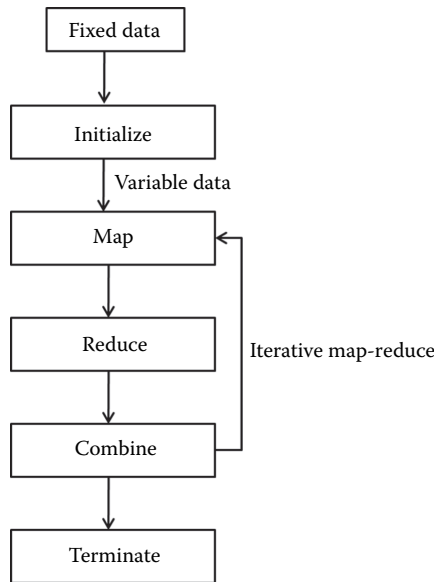 Fixed data
Initialize
Variable data
Map
Reduce
Iterative map-reduce
Combine
Terminate